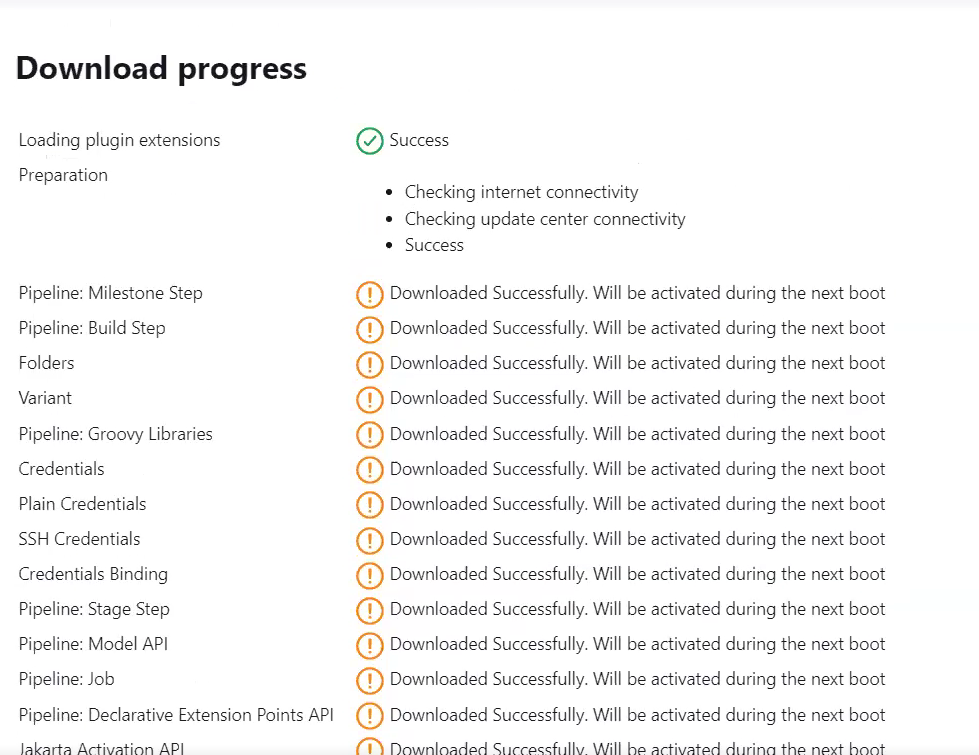 Download progress
Loading plugin extensions Success
Preparation
Checking internet connectivity
Checking update center connectivity
Success
Pipeline: Milestone Step Downloaded Successfully. Will be activated during the next boot
Pipeline: Build Step Downloaded Successfully. Will be activated during the next boot
Folders Downloaded Successfully. Will be activated during the next boot
Variant Downloaded Successfully. Will be activated during the next boot
Pipeline: Groovy Libraries Downloaded Successfully. Will be activated during the next boot
Credentials Downloaded Successfully. Will be activated during the next boot
Plain Credentials Downloaded Successfully. Will be activated during the next boot
SSH Credentials Downloaded Successfully. Will be activated during the next boot
Credentials Binding Downloaded Successfully. Will be activated during the next boot
Pipeline: Stage Step Downloaded Successfully. Will be activated during the next boot
Pipeline: Model API Downloaded Successfully. Will be activated during the next boot
Pipeline: Job Downloaded Successfully. Will be activated during the next boot
Pipeline: Declarative Extension Points API Downloaded Successfully. Will be activated during the next boot
Jakarta Activation API Downloaded Successfully. Will be activated during the next boot